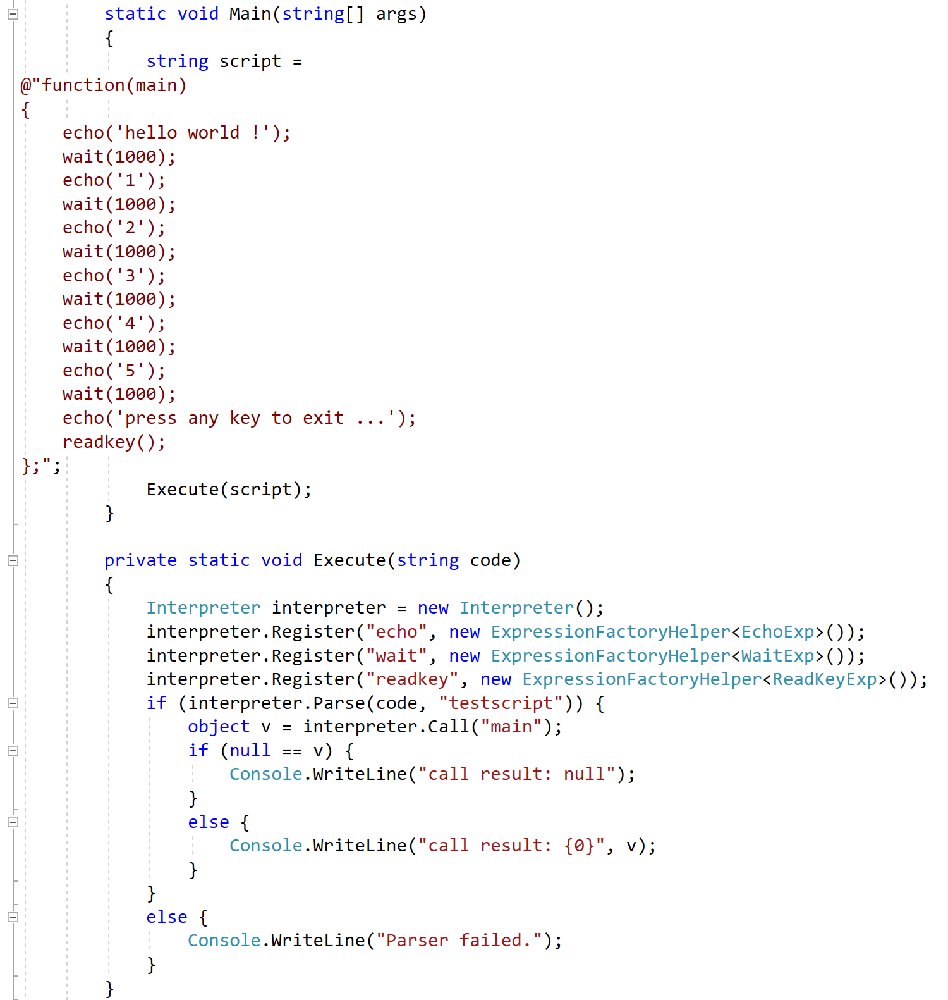 static void Main(string[] args)
{
string script =
@"function(main)
{
echo('hello world !');
wait(1000);
echo('1');
wait(1000);
echo('2');
wait(1000);
echo('3');
wait(1000);
echo('4');
wait(1000);
echo('5');
wait(1000);
echo('press any key to exit ...');
readkey();
};";
Execute(script);
}
private static void Execute(string code)
{
Interpreter interpreter = new Interpreter();
interpreter.Register("echo", new ExpressionFactoryHelper<EchoExp>());
interpreter.Register("wait", new ExpressionFactoryHelper<WaitExp>());
interpreter.Register("readkey", new ExpressionFactoryHelper<ReadKeyExp>());
if (interpreter.Parse(code, "testscript")) {
object v = interpreter.Call("main");
if (null == v) {
Console.WriteLine("call result: null");
}
else {
Console.WriteLine("call result: {0}", v);
}
}
else {
Console.WriteLine("Parser failed.");
}
}